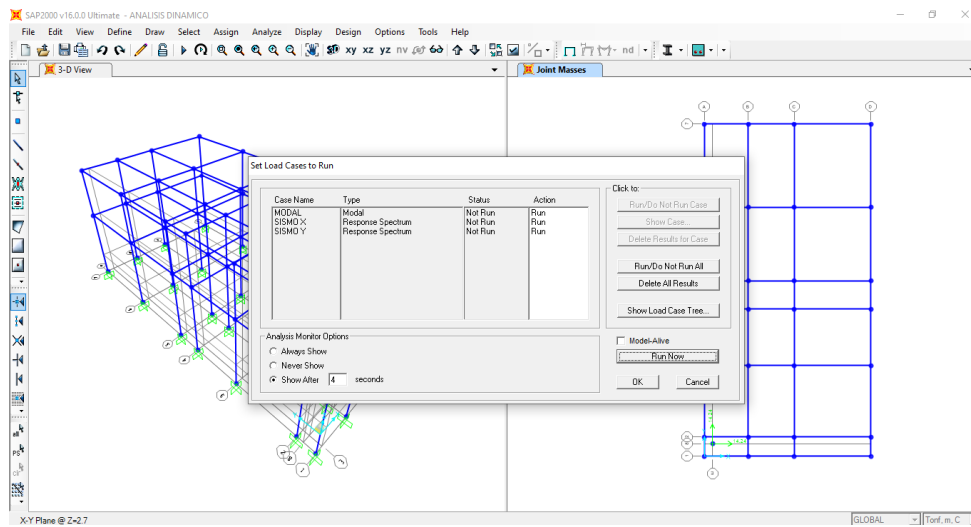 SAP2000 v16.0.0 Ultimate - ANALISIS DINAMICO
File Edit View Define Draw Select Assign Analyze Display Design Options Tools Help
xy xz yz nv nd
3-D View
Joint Masses
Set Load Cases to Run
Case Name Type Status Action
MODAL Modal Not Run Run
SISMO X Response Spectrum Not Run Run
SISMO Y Response Spectrum Not Run Run
Click to:
Run/Do Not Run Case
Show Case...
Delete Results for Case
Run/Do Not Run All
Delete All Results
Show Load Case Tree...
Analysis Monitor Options
Always Show
Never Show
Show After 4 seconds
Model-Alive
Run Now
OK Cancel
X-Y Plane @ Z=2.7
GLOBAL
Tonf, m, C